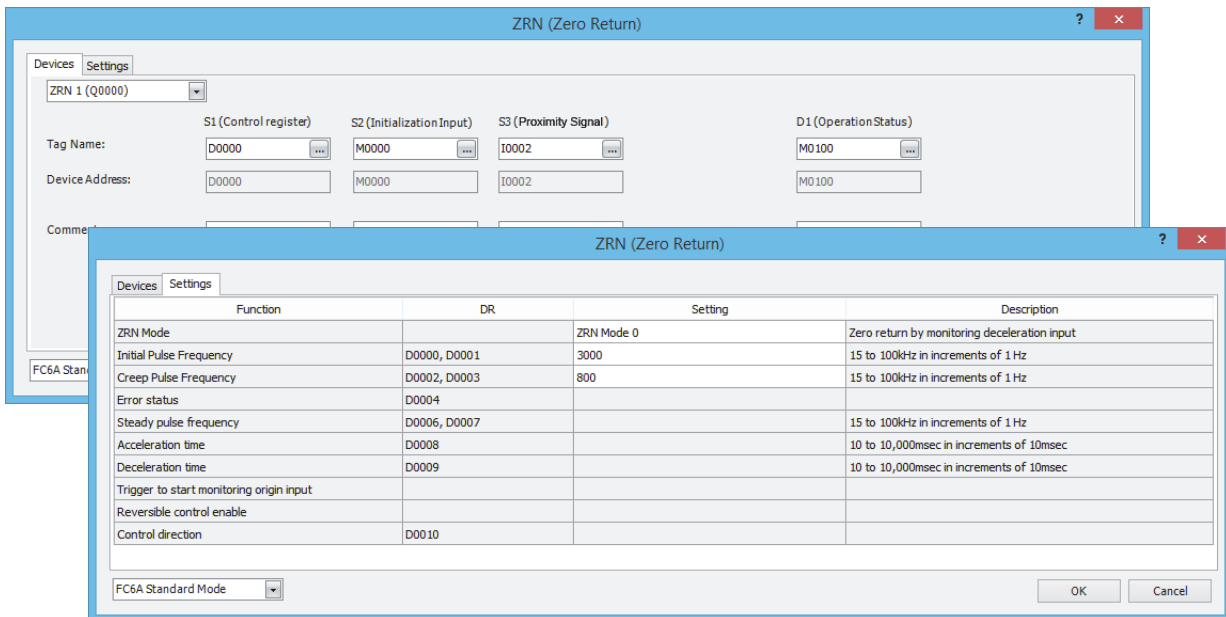 ZRN (Zero Return)
?
Devices Settings
ZRN 1 (Q0000)
S1 (Control register) S2 (Initialization Input) S3 (Proximity Signal) D1 (Operation Status)
Tag Name: D0000 ... M0000 ... I0002 ... M0100 ...
Device Address: D0000 M0000 I0002 M0100
FC6A
ZRN (Zero Return)
?
Devices Settings
Function DR Setting Description
ZRN Mode ZRN Mode 0 Zero return by monitoring deceleration input
Initial Pulse Frequency D0000, D0001 3000 15 to 100kHz in increments of 1 Hz
Creep Pulse Frequency D0002, D0003 800 15 to 100kHz in increments of 1 Hz
Error status D0004
Steady pulse frequency D0006, D0007 15 to 100kHz in increments of 1 Hz
Acceleration time D0008 10 to 10,000msec in increments of 10msec
Deceleration time D0009 10 to 10,000msec in increments of 10msec
Trigger to start monitoring origin input
Reversible control enable
Control direction D0010
FC6A Standard Mode
OK Cancel